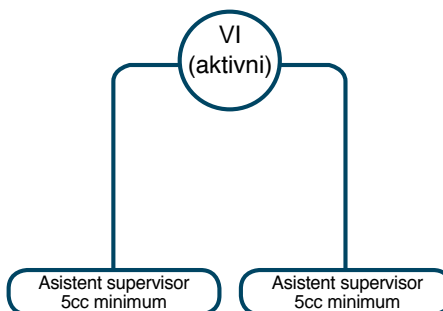 VI
(aktivni)
Asistent supervisor
5cc minimum
Asistent supervisor
5cc minimum